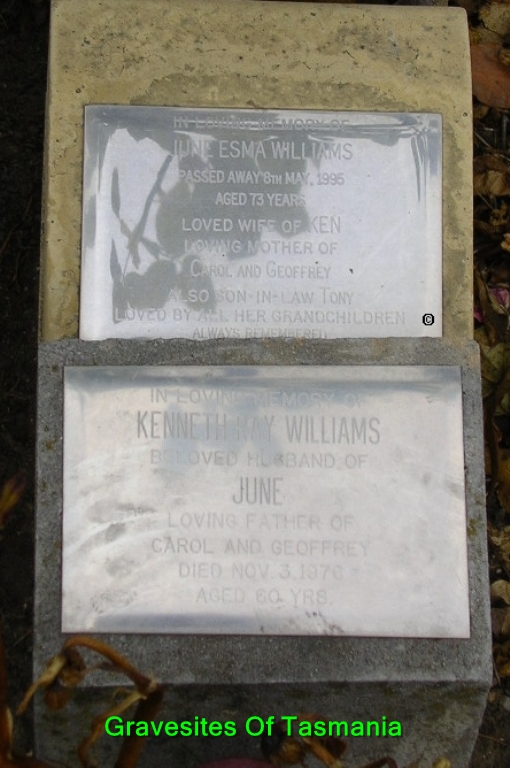 IN LOVING MEMORY OF
JUNE ESMA WILLIAMS
PASSED AWAY 8TH MAY, 1995
AGED 73 YEARS
LOVED WIFE OF KEN
LOVING MOTHER OF
CAROL AND GEOFFREY
ALSO SON-IN-LAW TONY
LOVED BY ALL HER GRANDCHILDREN
©
ALWAYS REMEMBERED
IN LOVING MEMORY OF
KENNETH RAY WILLIAMS
BELOVED HUSBAND OF
JUNE
LOVING FATHER OF
CAROL AND GEOFFREY
DIED NOV. 3. 1976
AGED 60 YRS.
Gravesites Of Tasmania